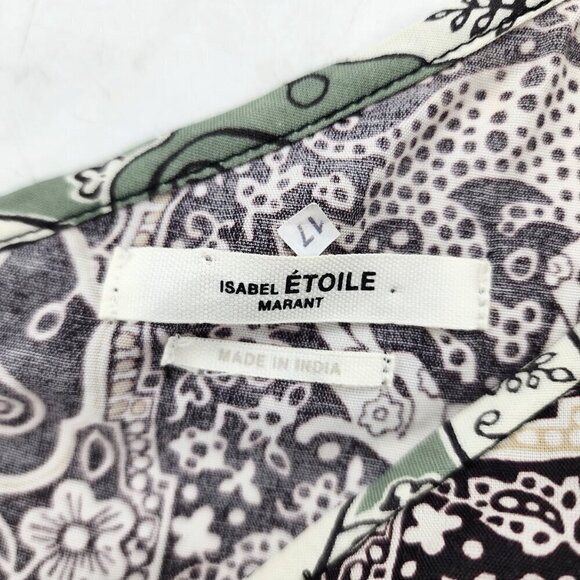 17
ISABEL ÉTOILE
MARANT
MADE IN INDIA